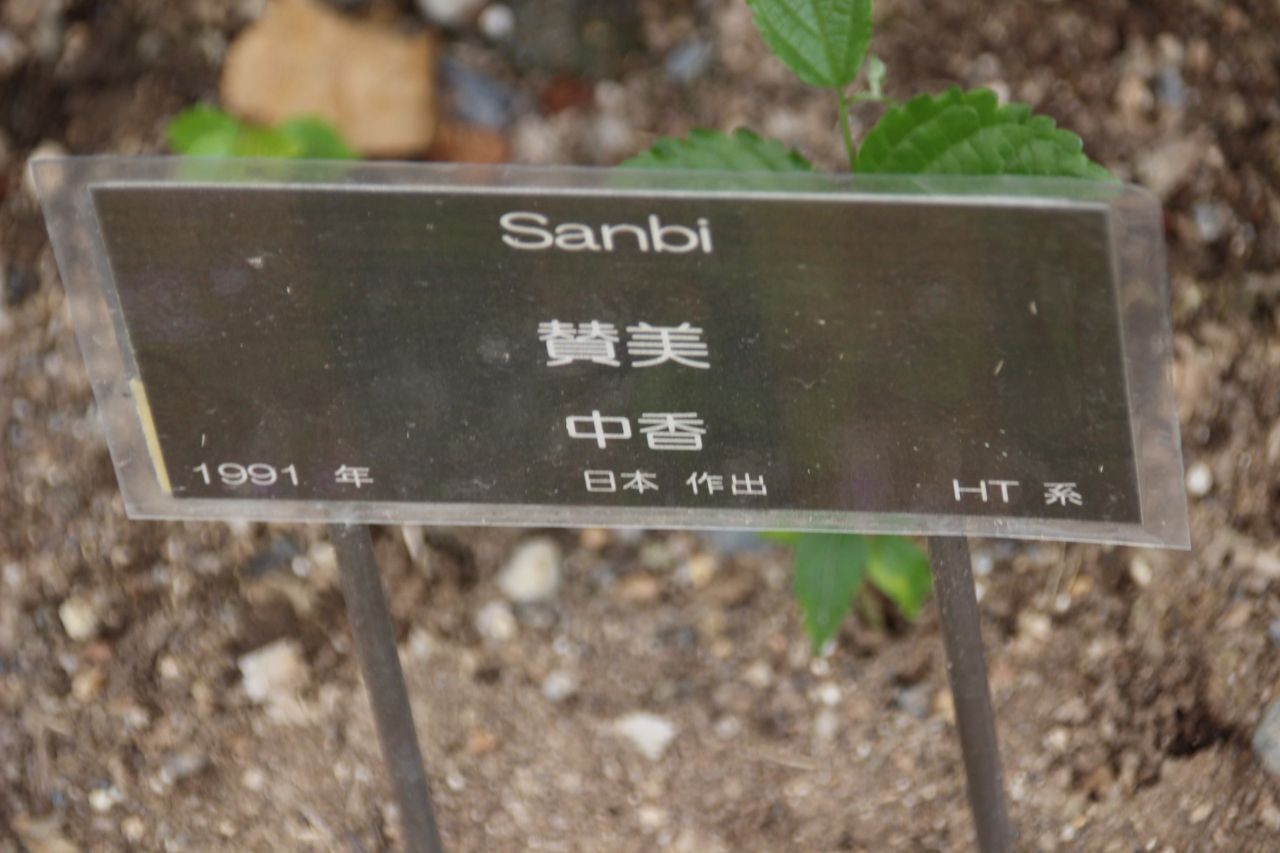 Sanbi
賛美
中香
1991 年 日本 作出 HT 系